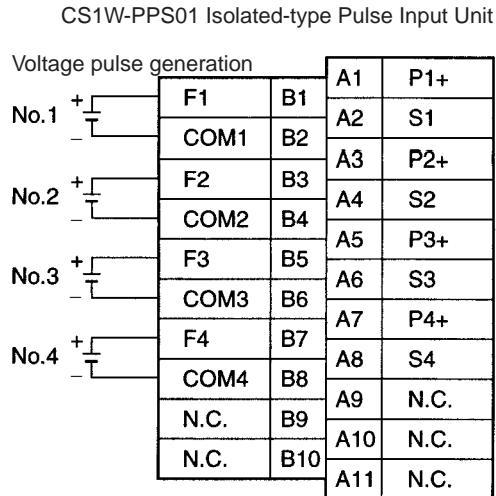 CS1W-PPS01 Isolated-type Pulse Input Unit
Voltage pulse generation
A1 P1+
No.1 + − F1 B1
A2 S1
COM1 B2
A3 P2+
No.2 + − F2 B3
A4 S2
COM2 B4
A5 P3+
No.3 + − F3 B5
A6 S3
COM3 B6
A7 P4+
No.4 + − F4 B7
A8 S4
COM4 B8
A9 N.C.
N.C. B9
A10 N.C.
N.C. B10
A11 N.C.